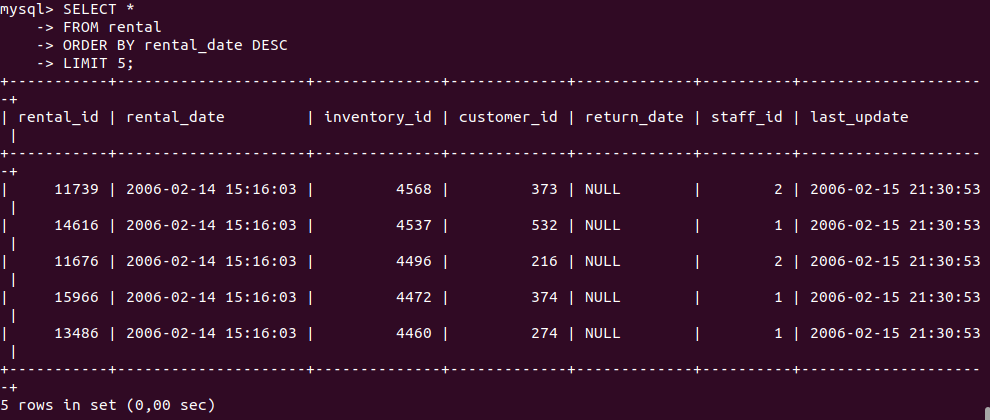 mysql> SELECT *
    -> FROM rental
    -> ORDER BY rental_date DESC
    -> LIMIT 5;
+-----------+---------------------+--------------+-------------+-------------+----------+--------------------
-+
| rental_id | rental_date         | inventory_id | customer_id | return_date | staff_id | last_update
 |
+-----------+---------------------+--------------+-------------+-------------+----------+--------------------
-+
|     11739 | 2006-02-14 15:16:03 |         4568 |         373 | NULL        |        2 | 2006-02-15 21:30:53
 |
|     14616 | 2006-02-14 15:16:03 |         4537 |         532 | NULL        |        1 | 2006-02-15 21:30:53
 |
|     11676 | 2006-02-14 15:16:03 |         4496 |         216 | NULL        |        2 | 2006-02-15 21:30:53
 |
|     15966 | 2006-02-14 15:16:03 |         4472 |         374 | NULL        |        1 | 2006-02-15 21:30:53
 |
|     13486 | 2006-02-14 15:16:03 |         4460 |         274 | NULL        |        1 | 2006-02-15 21:30:53
 |
+-----------+---------------------+--------------+-------------+-------------+----------+--------------------
-+
5 rows in set (0,00 sec)